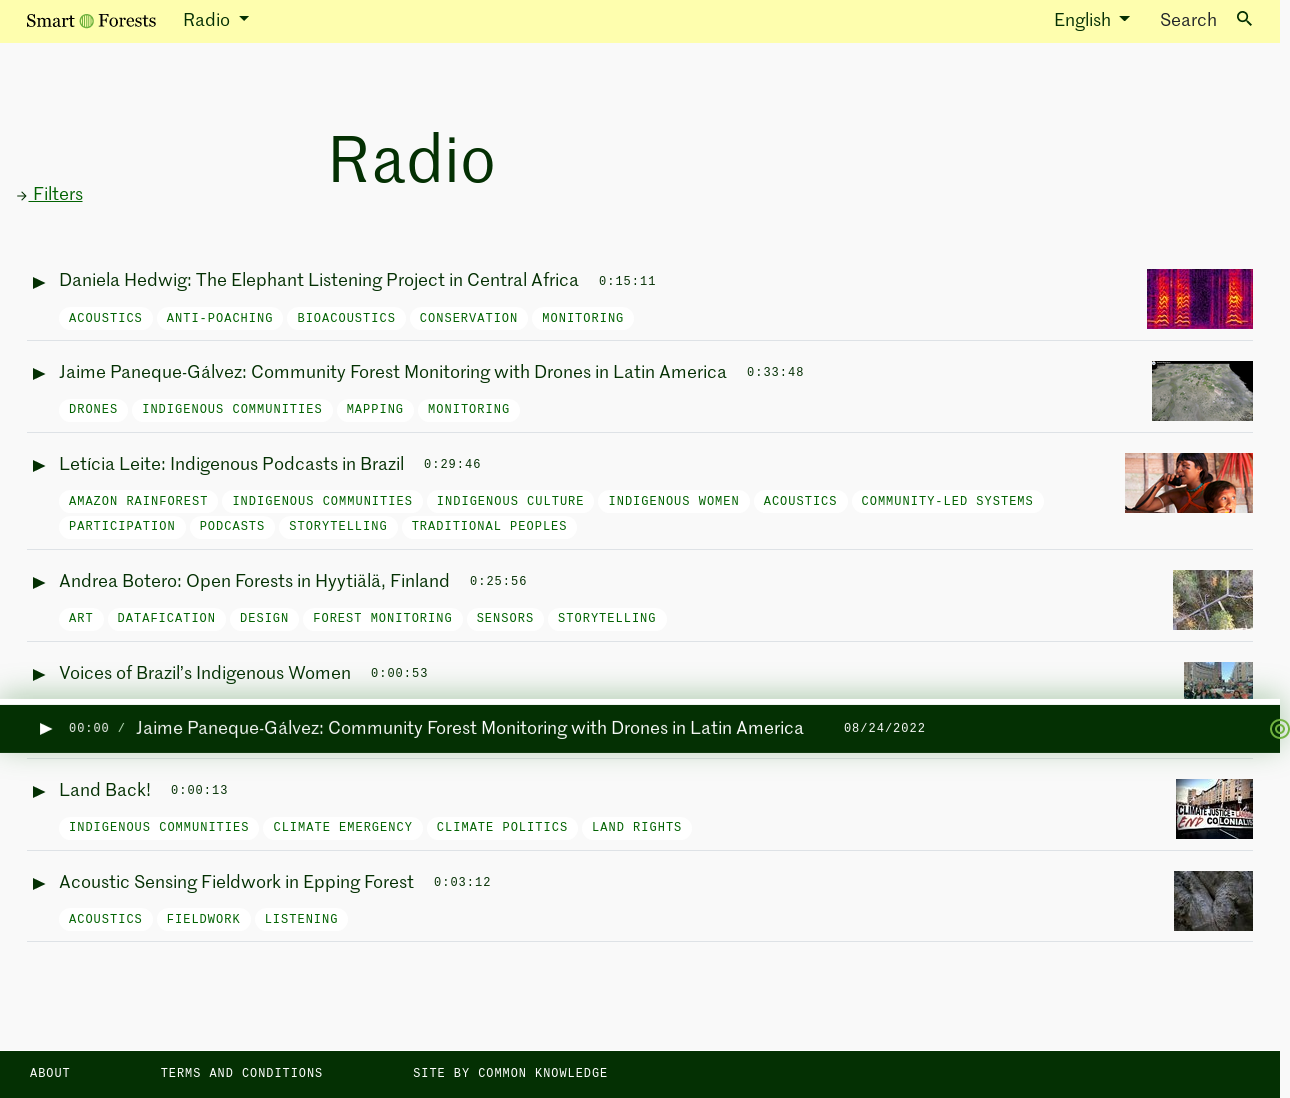 Smart Forests Radio English Search
Radio
→ Filters
▶ Daniela Hedwig: The Elephant Listening Project in Central Africa 0:15:11
ACOUSTICS ANTI-POACHING BIOACOUSTICS CONSERVATION MONITORING
▶ Jaime Paneque-Gálvez: Community Forest Monitoring with Drones in Latin America 0:33:48
DRONES INDIGENOUS COMMUNITIES MAPPING MONITORING
▶ Letícia Leite: Indigenous Podcasts in Brazil 0:29:46
AMAZON RAINFOREST INDIGENOUS COMMUNITIES INDIGENOUS CULTURE INDIGENOUS WOMEN ACOUSTICS COMMUNITY-LED SYSTEMS
PARTICIPATION PODCASTS STORYTELLING TRADITIONAL PEOPLES
▶ Andrea Botero: Open Forests in Hyytiälä, Finland 0:25:56
ART DATAFICATION DESIGN FOREST MONITORING SENSORS STORYTELLING
▶ Voices of Brazil’s Indigenous Women 0:00:53
▶ 00:00 / Jaime Paneque-Gálvez: Community Forest Monitoring with Drones in Latin America 08/24/2022
▶ Land Back! 0:00:13
INDIGENOUS COMMUNITIES CLIMATE EMERGENCY CLIMATE POLITICS LAND RIGHTS
CLIMATE JUSTICE
END COLONIALIS
▶ Acoustic Sensing Fieldwork in Epping Forest 0:03:12
ACOUSTICS FIELDWORK LISTENING
ABOUT TERMS AND CONDITIONS SITE BY COMMON KNOWLEDGE